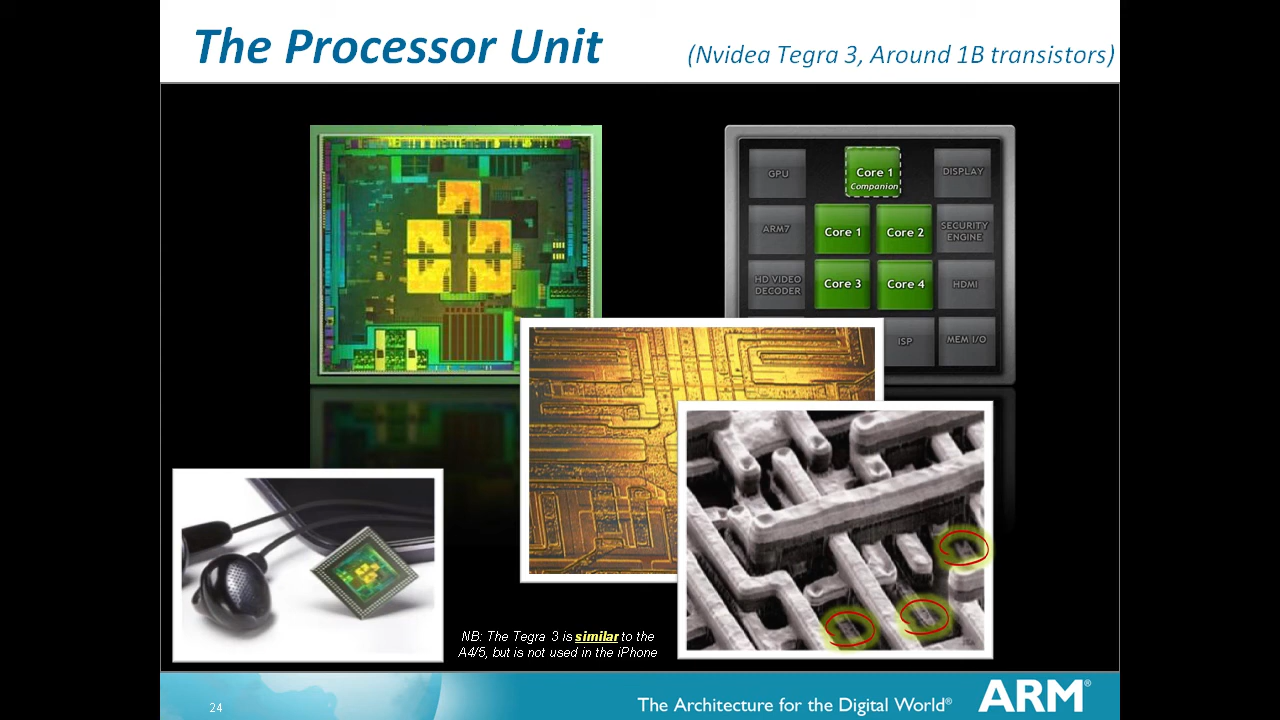 The Processor Unit
(Nvidea Tegra 3, Around 1B transistors)
GPU
Core 1
Companion
DISPLAY
ARM7
Core 1
Core 2
SECURITY
ENGINE
HD VIDEO
DECODER
Core 3
Core 4
HDMI
ISP
MEM I/O
NB: The Tegra 3 is similar to the
A4/5, but is not used in the iPhone
24
The Architecture for the Digital World®
ARM®